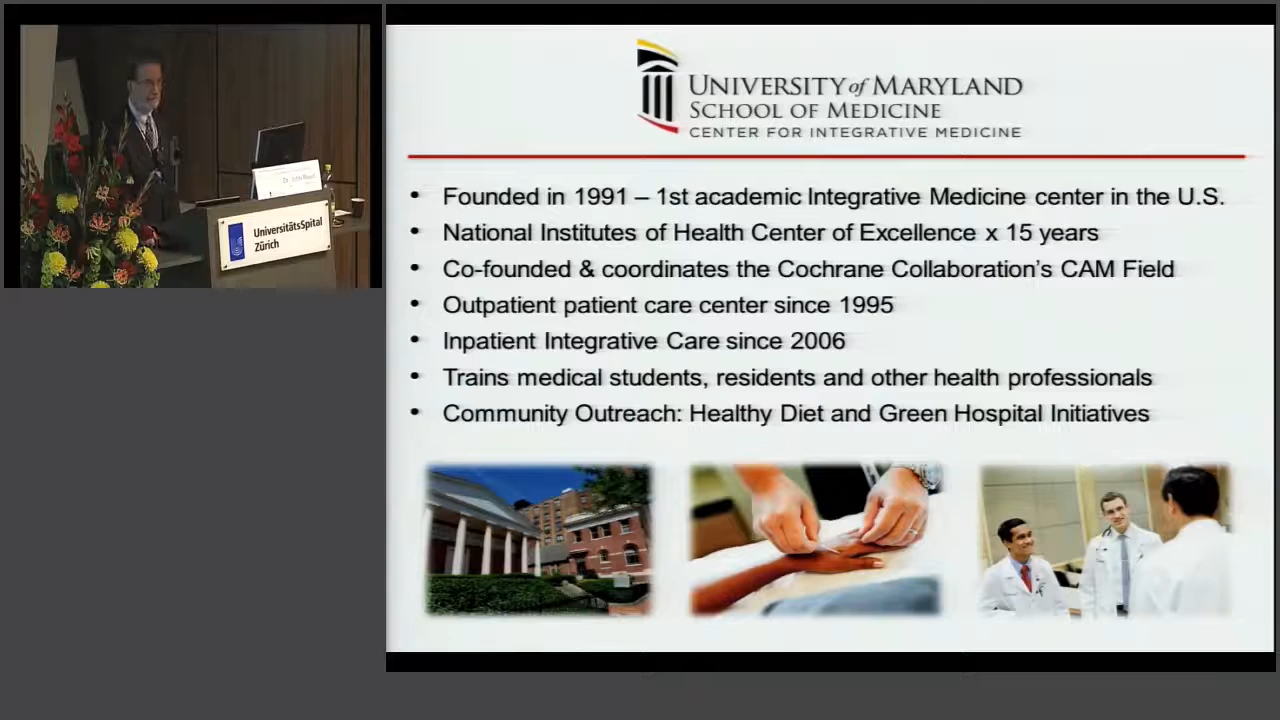 UniversitätsSpital
Zürich
UNIVERSITY of MARYLAND
SCHOOL OF MEDICINE
CENTER FOR INTEGRATIVE MEDICINE
• Founded in 1991 – 1st academic Integrative Medicine center in the U.S.
• National Institutes of Health Center of Excellence x 15 years
• Co-founded & coordinates the Cochrane Collaboration's CAM Field
• Outpatient patient care center since 1995
• Inpatient Integrative Care since 2006
• Trains medical students, residents and other health professionals
• Community Outreach: Healthy Diet and Green Hospital Initiatives